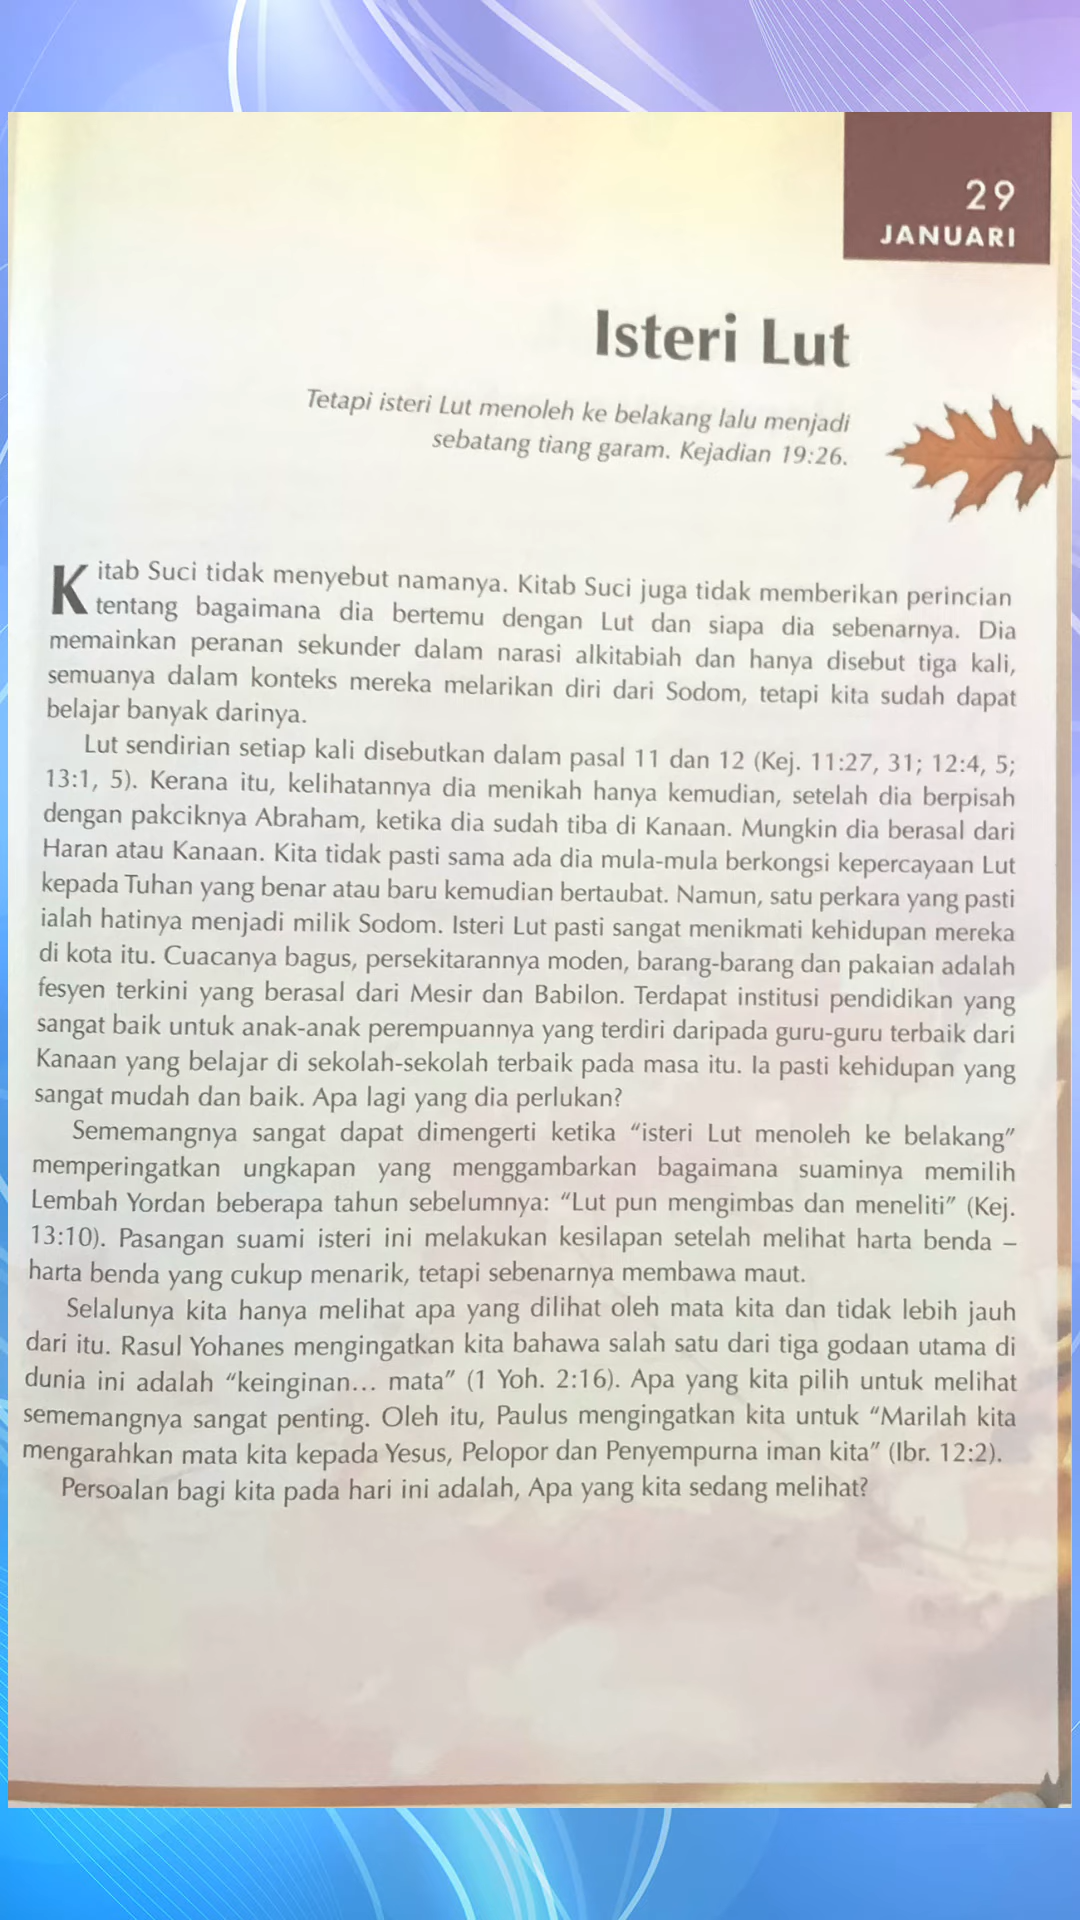 29
JANUARI
Isteri Lut
Tetapi isteri Lut menoleh ke belakang lalu menjadi
sebatang tiang garam. Kejadian 19:26.
Kitab Suci tidak menyebut namanya. Kitab Suci juga tidak memberikan perincian
tentang bagaimana dia bertemu dengan Lut dan siapa dia sebenarnya. Dia
memainkan peranan sekunder dalam narasi alkitabiah dan hanya disebut tiga kali,
semuanya dalam konteks mereka melarikan diri dari Sodom, tetapi kita sudah dapat
belajar banyak darinya.
Lut sendirian setiap kali disebutkan dalam pasal 11 dan 12 (Kej. 11:27, 31; 12:4, 5;
13:1, 5). Kerana itu, kelihatannya dia menikah hanya kemudian, setelah dia berpisah
dengan pakciknya Abraham, ketika dia sudah tiba di Kanaan. Mungkin dia berasal dari
Haran atau Kanaan. Kita tidak pasti sama ada dia mula-mula berkongsi kepercayaan Lut
kepada Tuhan yang benar atau baru kemudian bertaubat. Namun, satu perkara yang pasti
ialah hatinya menjadi milik Sodom. Isteri Lut pasti sangat menikmati kehidupan mereka
di kota itu. Cuacanya bagus, persekitarannya moden, barang-barang dan pakaian adalah
fesyen terkini yang berasal dari Mesir dan Babilon. Terdapat institusi pendidikan yang
sangat baik untuk anak-anak perempuannya yang terdiri daripada guru-guru terbaik dari
Kanaan yang belajar di sekolah-sekolah terbaik pada masa itu. Ia pasti kehidupan yang
sangat mudah dan baik. Apa lagi yang dia perlukan?
Sememangnya sangat dapat dimengerti ketika “isteri Lut menoleh ke belakang”
memperingatkan ungkapan yang menggambarkan bagaimana suaminya memilih
Lembah Yordan beberapa tahun sebelumnya: “Lut pun mengimbas dan meneliti” (Kej.
13:10). Pasangan suami isteri ini melakukan kesilapan setelah melihat harta benda –
harta benda yang cukup menarik, tetapi sebenarnya membawa maut.
Selalunya kita hanya melihat apa yang dilihat oleh mata kita dan tidak lebih jauh
dari itu. Rasul Yohanes mengingatkan kita bahawa salah satu dari tiga godaan utama di
dunia ini adalah “keinginan... mata” (1 Yoh. 2:16). Apa yang kita pilih untuk melihat
sememangnya sangat penting. Oleh itu, Paulus mengingatkan kita untuk “Marilah kita
mengarahkan mata kita kepada Yesus, Pelopor dan Penyempurna iman kita” (Ibr. 12:2).
Persoalan bagi kita pada hari ini adalah, Apa yang kita sedang melihat?